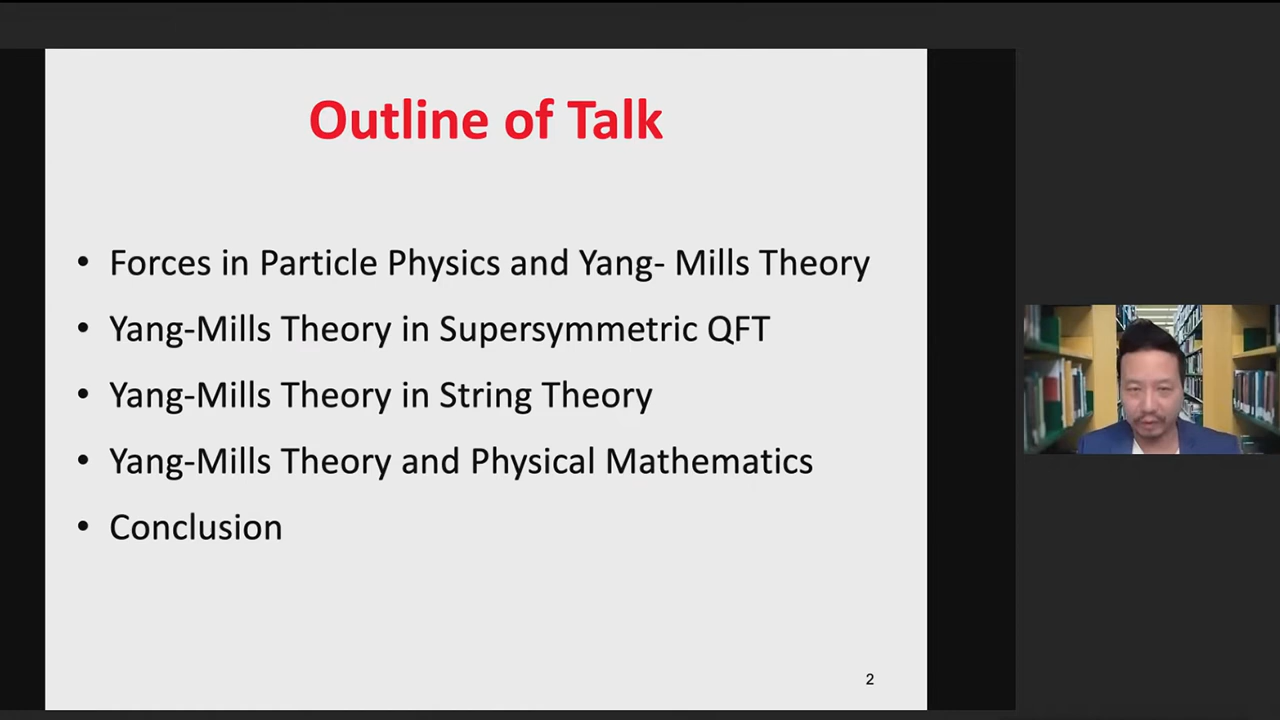 Outline of Talk
• Forces in Particle Physics and Yang- Mills Theory
• Yang-Mills Theory in Supersymmetric QFT
• Yang-Mills Theory in String Theory
• Yang-Mills Theory and Physical Mathematics
• Conclusion
2